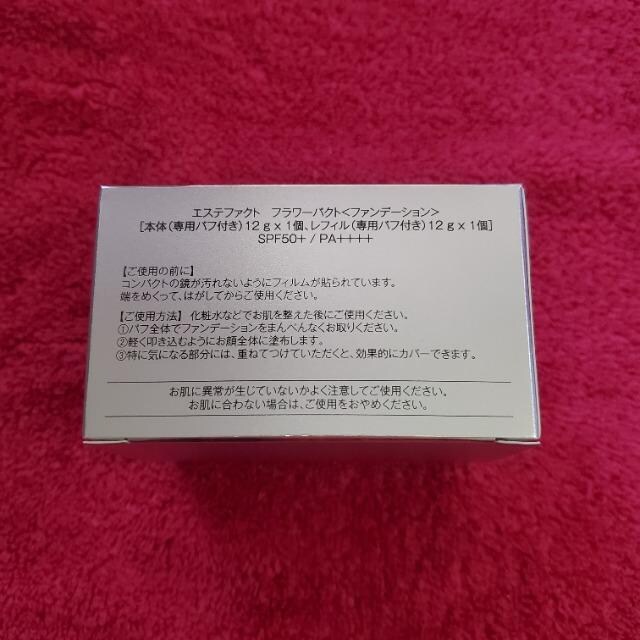 エステファクト　フラワーパクト<ファンデーション>
[本体(専用パフ付き)12ｇx1個、レフィル(専用パフ付き)12ｇx1個]
SPF50+ / PA++++
【ご使用の前に】
コンパクトの鏡が汚れないようにフィルムが貼られています。
端をめくって、はがしてからご使用ください。
【ご使用方法】 化粧水などでお肌を整えた後にご使用ください。
①パフ全体でファンデーションをまんべんなくお取りください。
②軽く叩き込むようにお顔全体に塗布します。
③特に気になる部分には、重ねてつけていただくと、効果的にカバーできます。
お肌に異常が生じていないかよく注意してご使用ください。
お肌に合わない場合は、ご使用をおやめください。